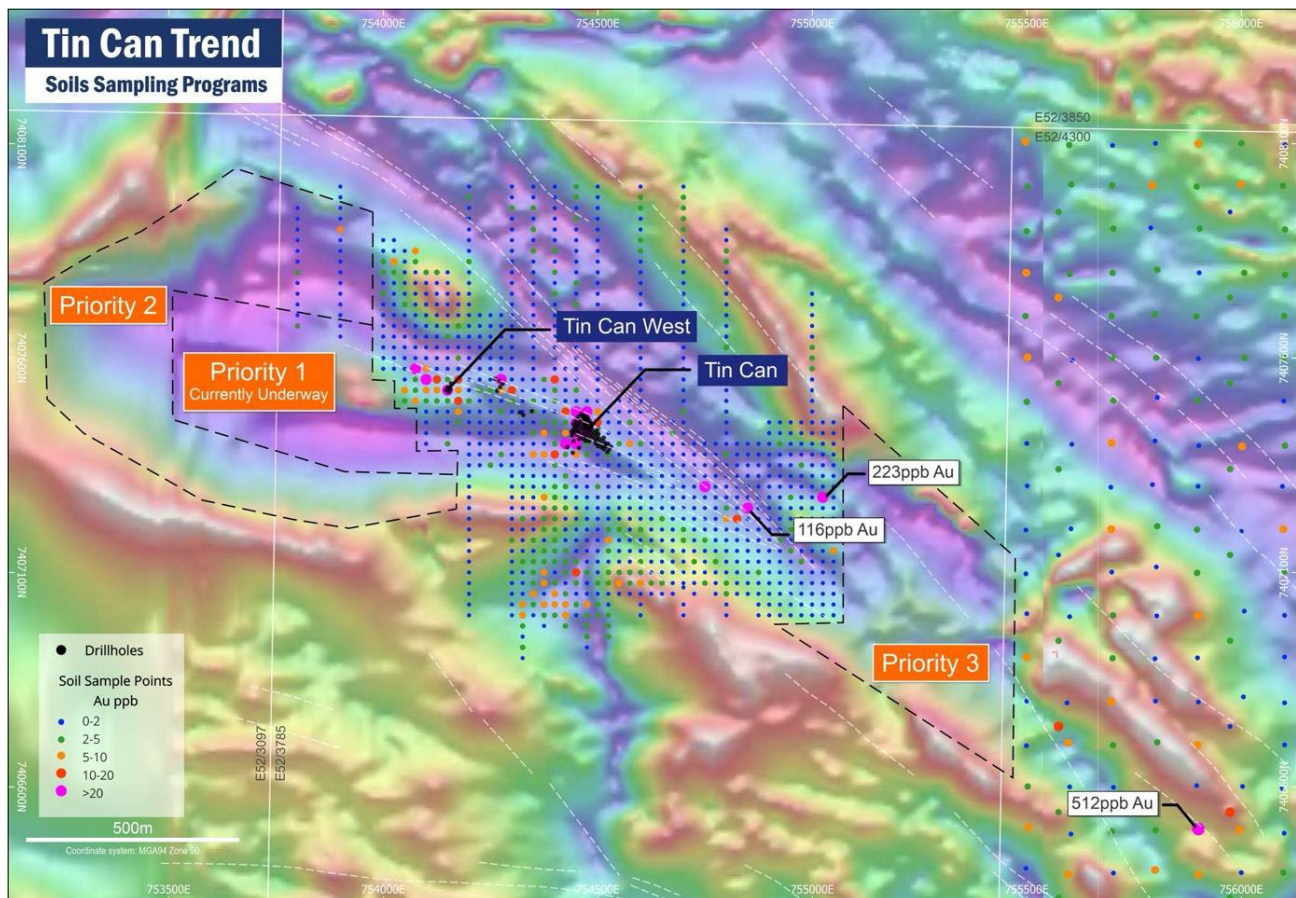 Tin Can Trend
Soils Sampling Programs
754000E
754500E
755000E
755500E
756000E
E52/3850
E52/4300
7408100N
7408100N
Priority 2
Tin Can West
7407600N
7407600N
Priority 1
Currently Underway
Tin Can
223ppb Au
116ppb Au
7407100N
7407100N
Priority 3
Drillholes
Soil Sample Points
Au ppb
0-2
2-5
5-10
10-20
>20
E52/3097
E52/3785
7406600N
7406600N
512ppb Au
500m
Coordinate system: MGA94 Zone 50
753500E
754000E
754500E
755000E
755500E
756000E